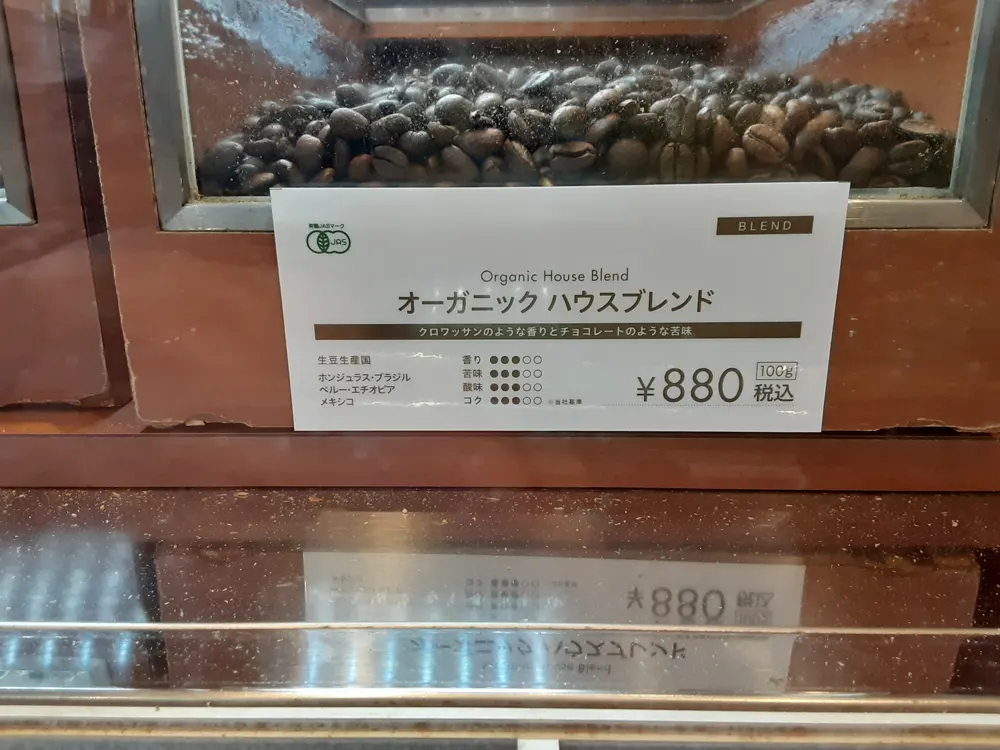 有機JASマーク
JAS
BLEND
Organic House Blend
オーガニック ハウスブレンド
クロワッサンのような香りとチョコレートのような苦味
生豆生産国
ホンジュラス・ブラジル
ペルー・エチオピア
メキシコ
香り ●●●○○
苦味 ●●●○○
酸味 ●●●○○
コク ●●●○○ ※当社基準
100g
¥880 税込